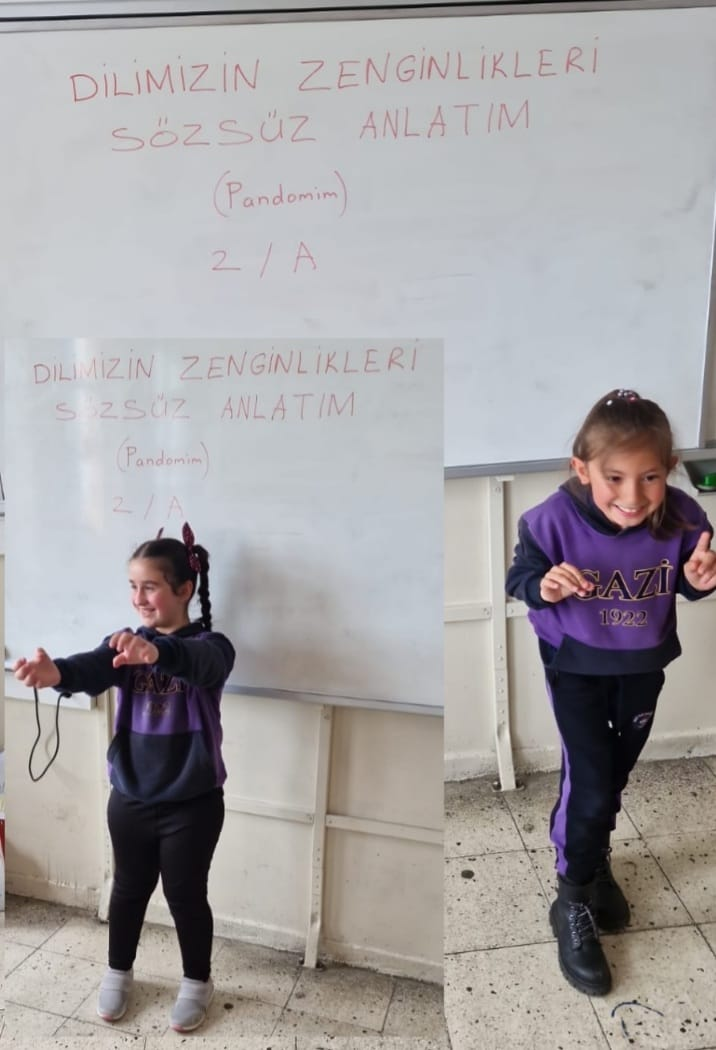 DİLİMİZİN ZENGİNLİKLERİ
SÖZSÜZ ANLATIM
(Pandomim)
2 / A
DİLİMİZİN ZENGİNLİKLERİ
SÖZSÜZ ANLATIM
(Pandomim)
2 / A
GAZİ
GAZİ
1922